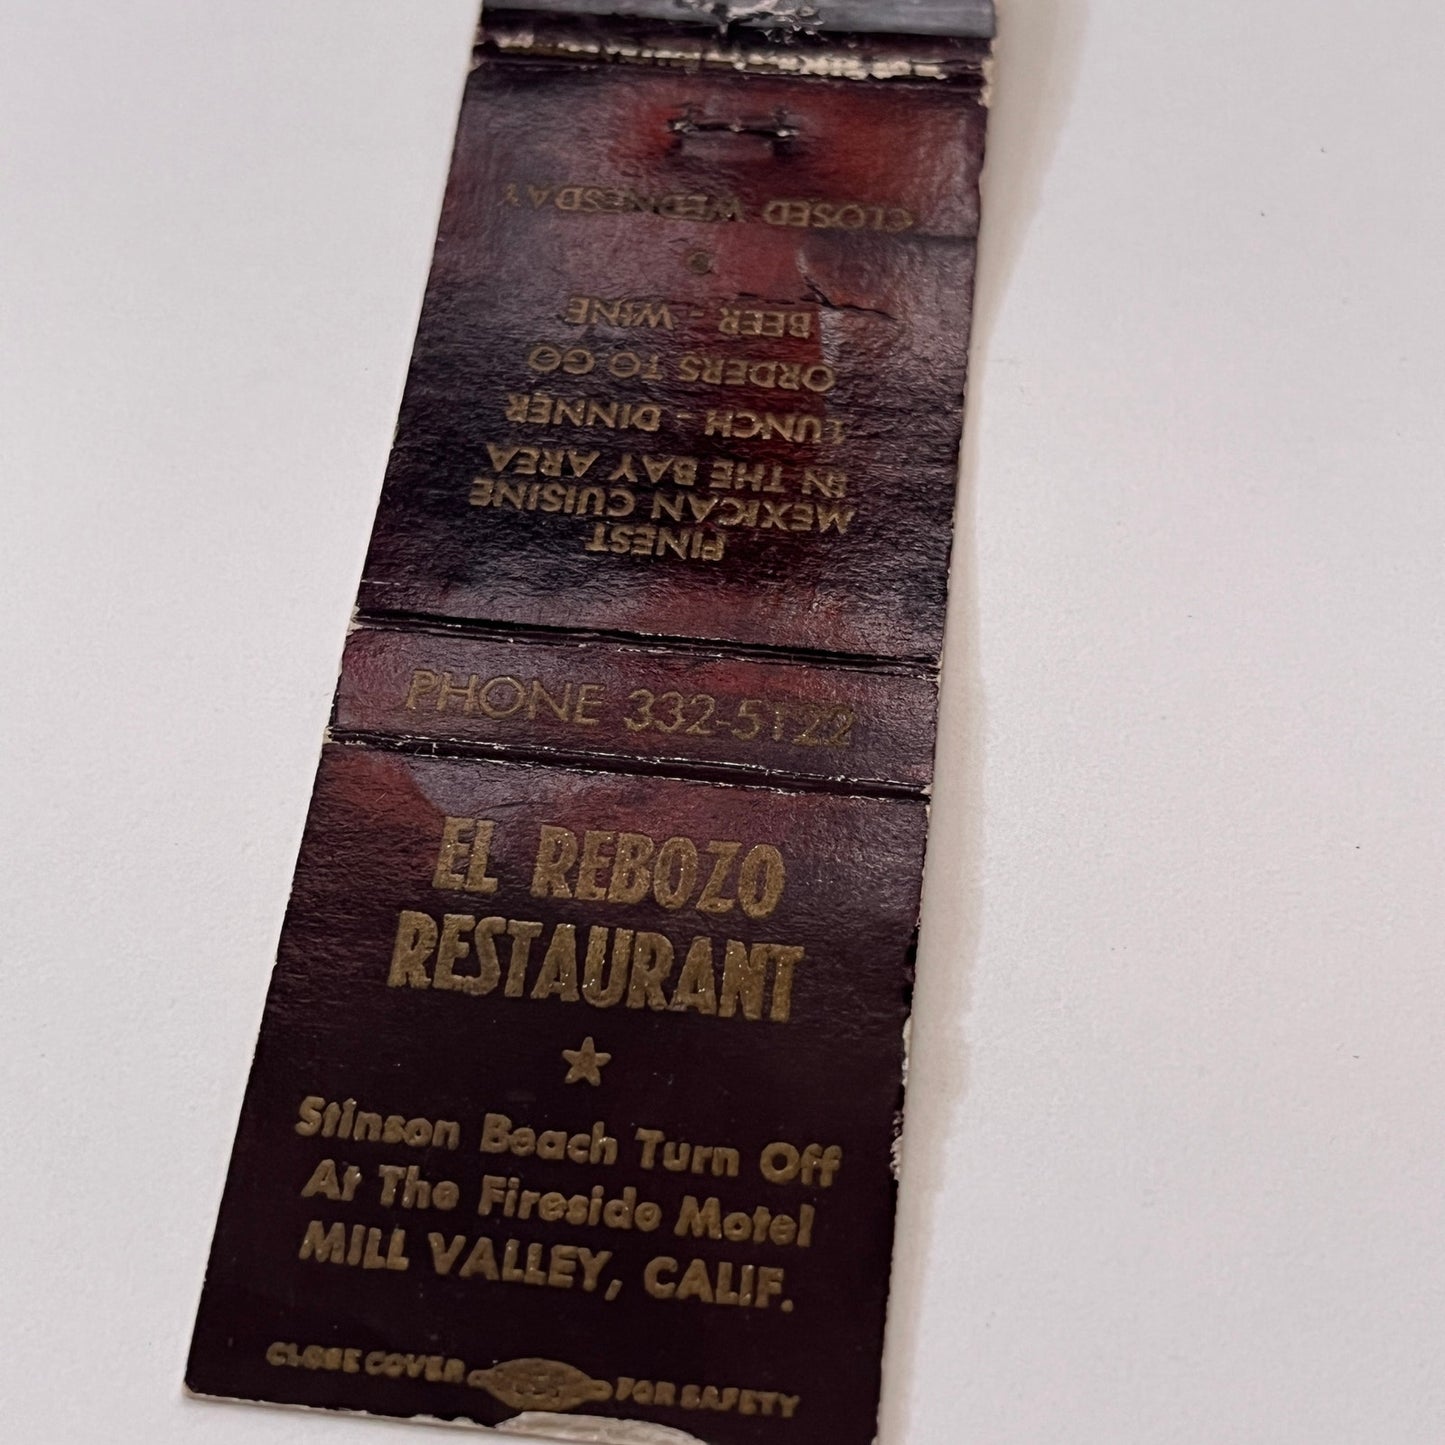 EL REBOZO
RESTAURANT
Stinson Beach Turn Off
At The Fireside Motel
MILL VALLEY, CALIF.
CLOSE COVER FOR SAFETY
PHONE 332-5122
FINEST
MEXICAN CUISINE
IN THE BAY AREA
LUNCH - DINNER
ORDERS TO GO
BEER - WINE
CLOSED WEDNESDAY